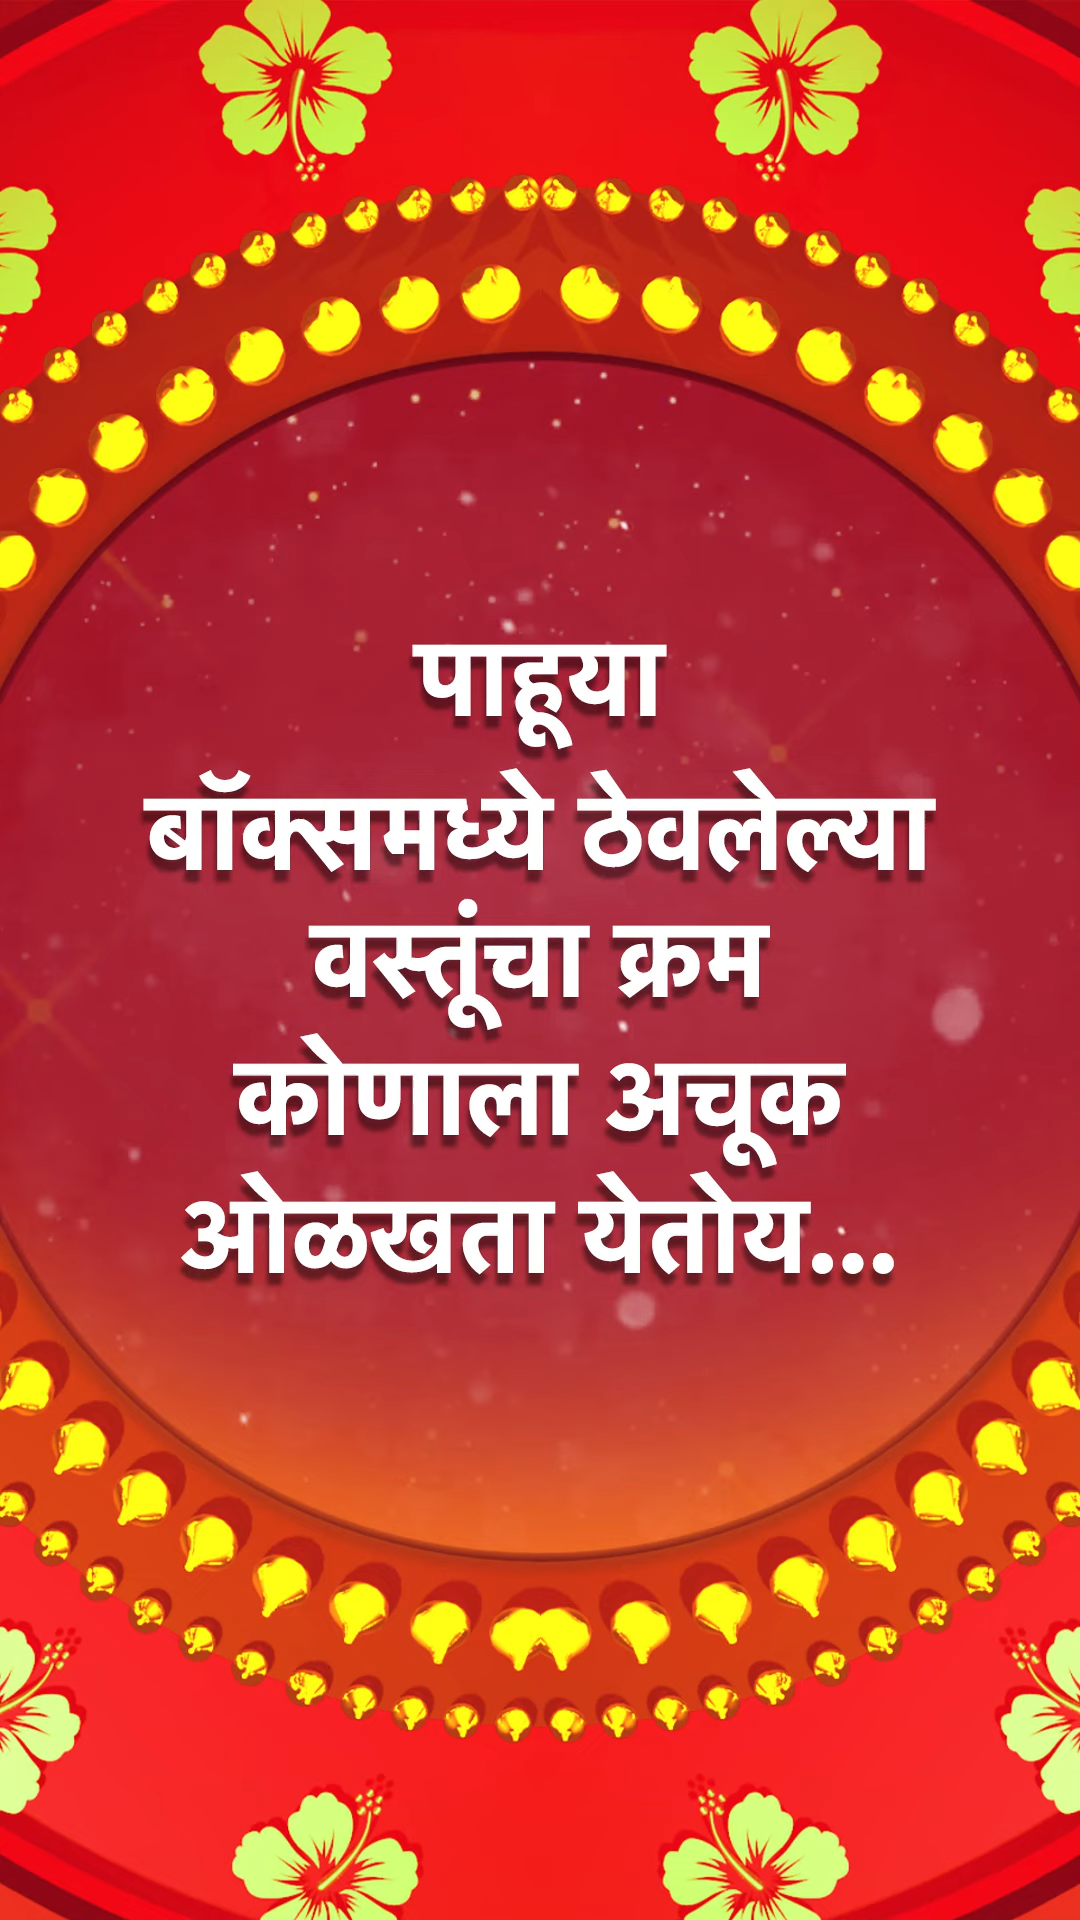 पाहूया
बॉक्समध्ये ठेवलेल्या
वस्तूंचा क्रम
कोणाला अचूक
ओळखता येतोय...